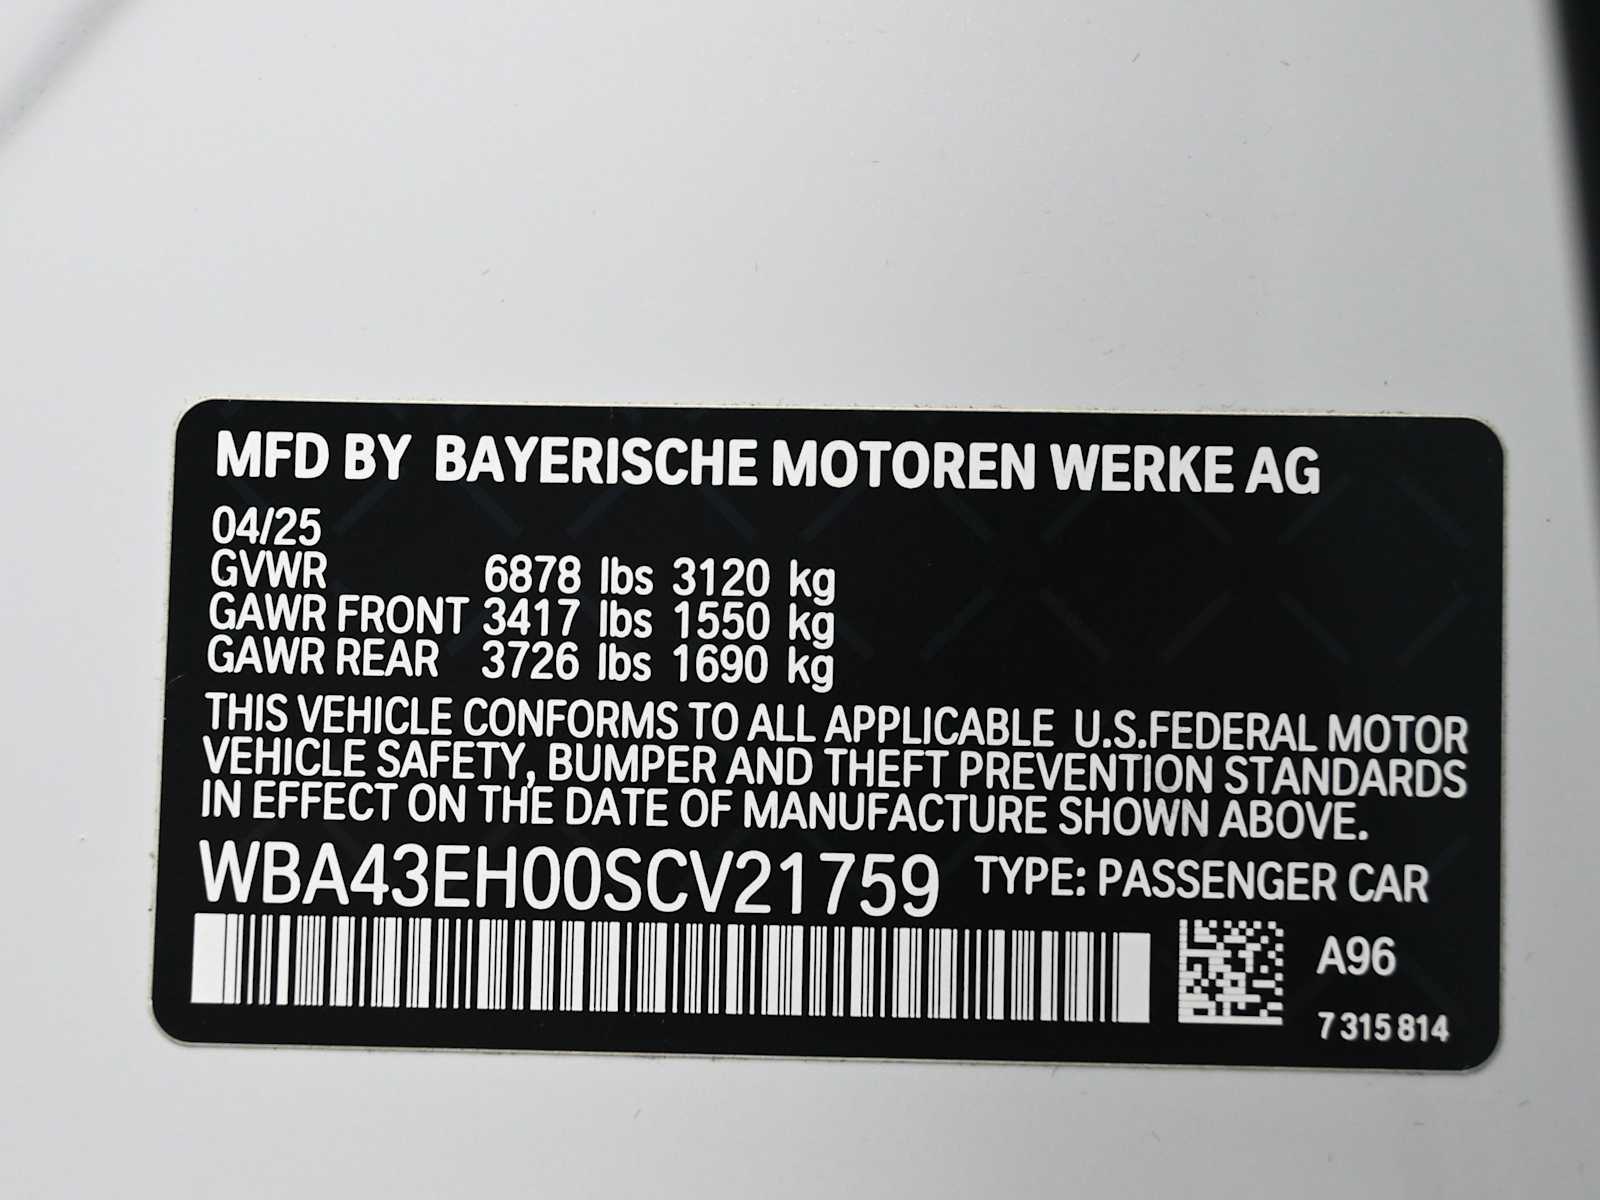 MFD BY BAYERISCHE MOTOREN WERKE AG
04/25
GVWR 6878 lbs 3120 kg
GAWR FRONT 3417 lbs 1550 kg
GAWR REAR 3726 lbs 1690 kg
THIS VEHICLE CONFORMS TO ALL APPLICABLE U.S.FEDERAL MOTOR
VEHICLE SAFETY, BUMPER AND THEFT PREVENTION STANDARDS
IN EFFECT ON THE DATE OF MANUFACTURE SHOWN ABOVE.
WBA43EH00SCV21759 TYPE: PASSENGER CAR
A96
7 315 814